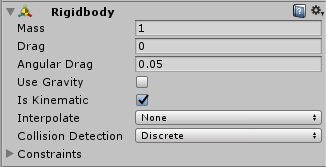 Rigidbody
Mass 1
Drag 0
Angular Drag 0.05
Use Gravity
Is Kinematic
Interpolate None
Collision Detection Discrete
Constraints